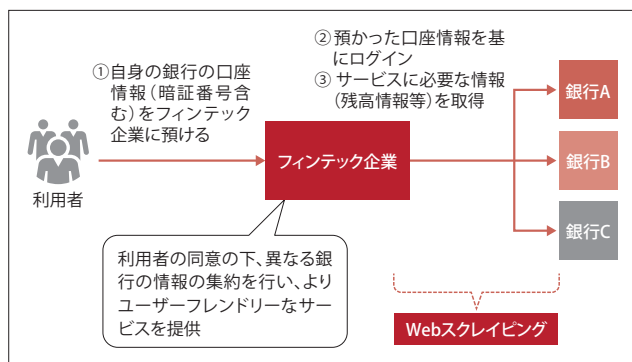 ①自身の銀行の口座
情報（暗証番号含
む）をフィンテック
企業に預ける
②預かった口座情報を基
にログイン
③サービスに必要な情報
（残高情報等）を取得
利用者
フィンテック企業
銀行A
銀行B
銀行C
利用者の同意の下、異なる銀
行の情報の集約を行い、より
ユーザーフレンドリーなサー
ビスを提供
Webスクレイピング